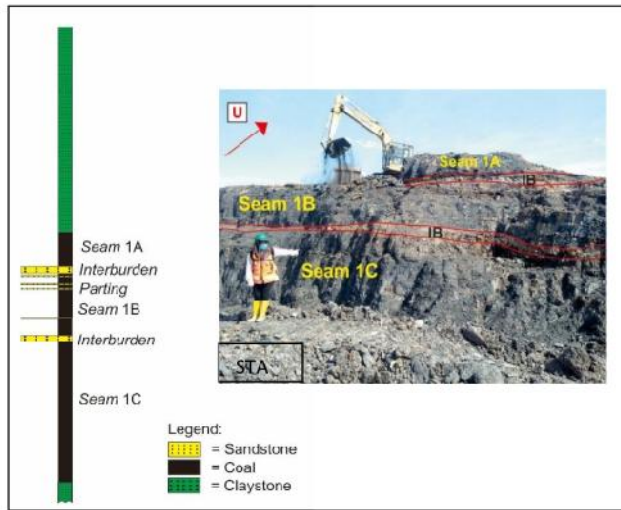 Seam 1A
Interburden
Parting
Seam 1B
Interburden
Seam 1C
Legend:
= Sandstone
= Coal
= Claystone
U
Seam 1A
IB
Seam 1B
IB
Seam 1C
STA